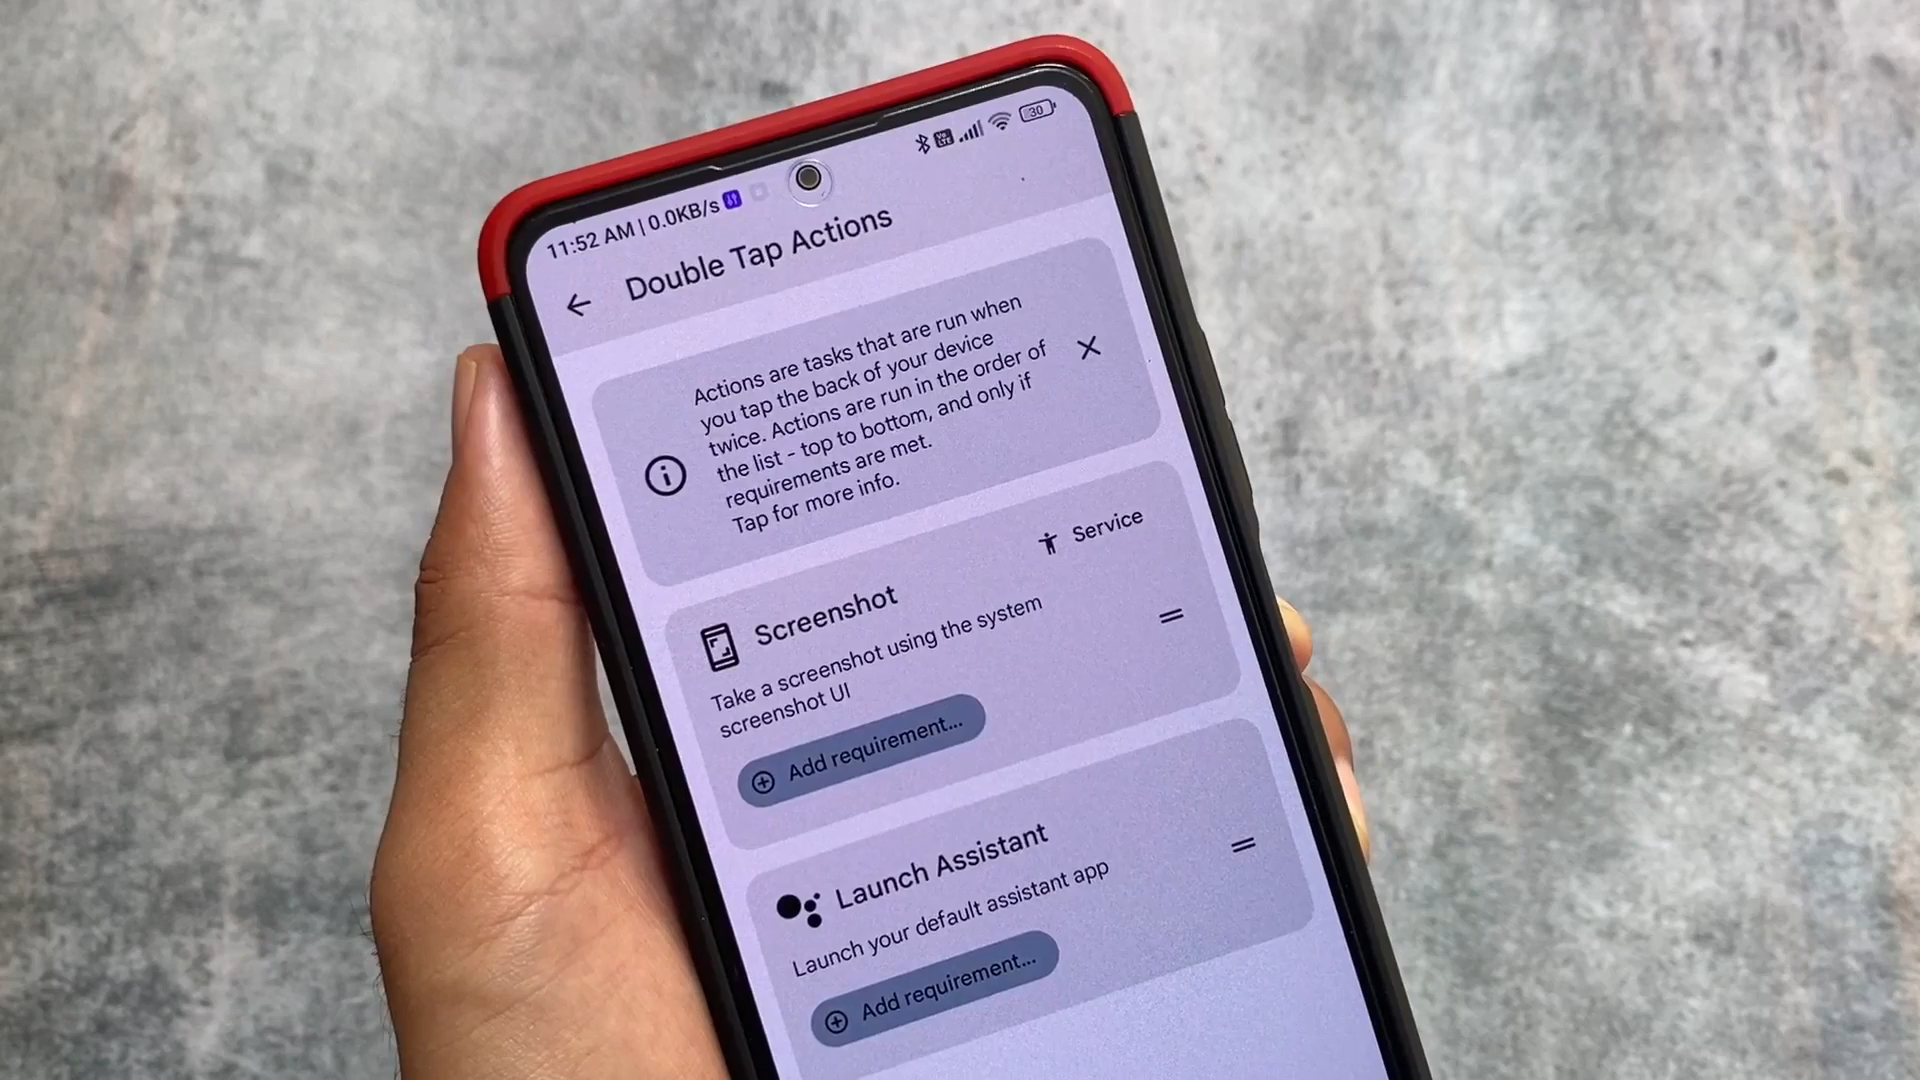 11:52 AM | 0.0KB/s
Vo
LTE
30
Double Tap Actions
Actions are tasks that are run when
you tap the back of your device
twice. Actions are run in the order of
the list - top to bottom, and only if
requirements are met.
Tap for more info.
Service
Screenshot
Take a screenshot using the system
screenshot UI
Add requirement...
Launch Assistant
Launch your default assistant app
Add requirement...